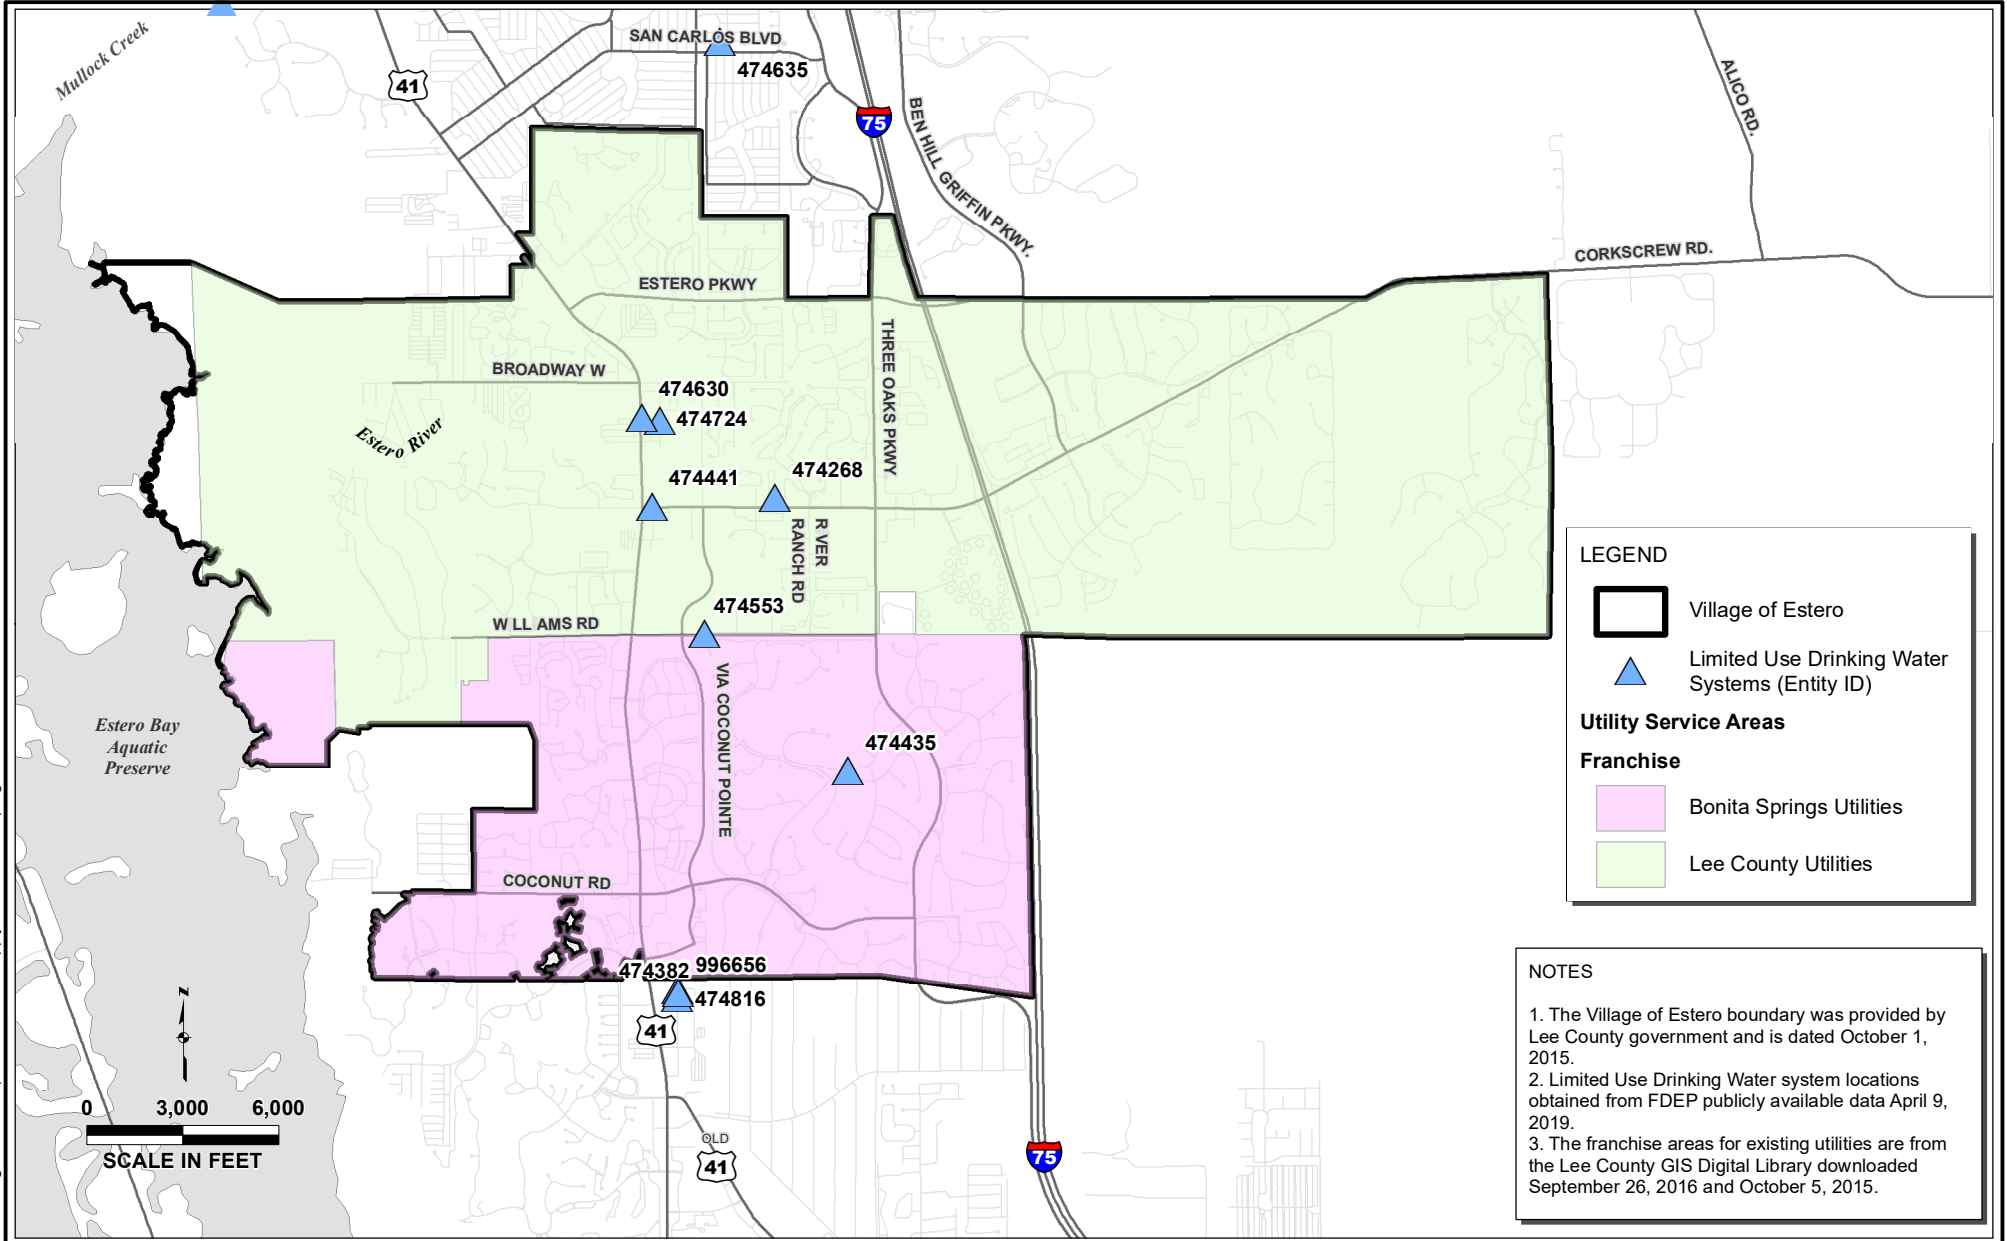 Mullock Creek
SAN CARLOS BLVD
474635
41
75
BEN HILL GRIFFIN PKWY.
ALICO RD.
CORKSCREW RD.
ESTERO PKWY
THREE OAKS PKWY
BROADWAY W
474630
474724
Estero River
474441
474268
R VER
RANCH RD
474553
W LL AMS RD
VIA COCONUT POINTE
474435
Estero Bay
Aquatic
Preserve
COCONUT RD
474382
996656
474816
41
OLD
41
75
N
0 3,000 6,000
SCALE IN FEET
LEGEND
Village of Estero
Limited Use Drinking Water
Systems (Entity ID)
Utility Service Areas
Franchise
Bonita Springs Utilities
Lee County Utilities
NOTES
1. The Village of Estero boundary was provided by
Lee County government and is dated October 1,
2015.
2. Limited Use Drinking Water system locations
obtained from FDEP publicly available data April 9,
2019.
3. The franchise areas for existing utilities are from
the Lee County GIS Digital Library downloaded
September 26, 2016 and October 5, 2015.